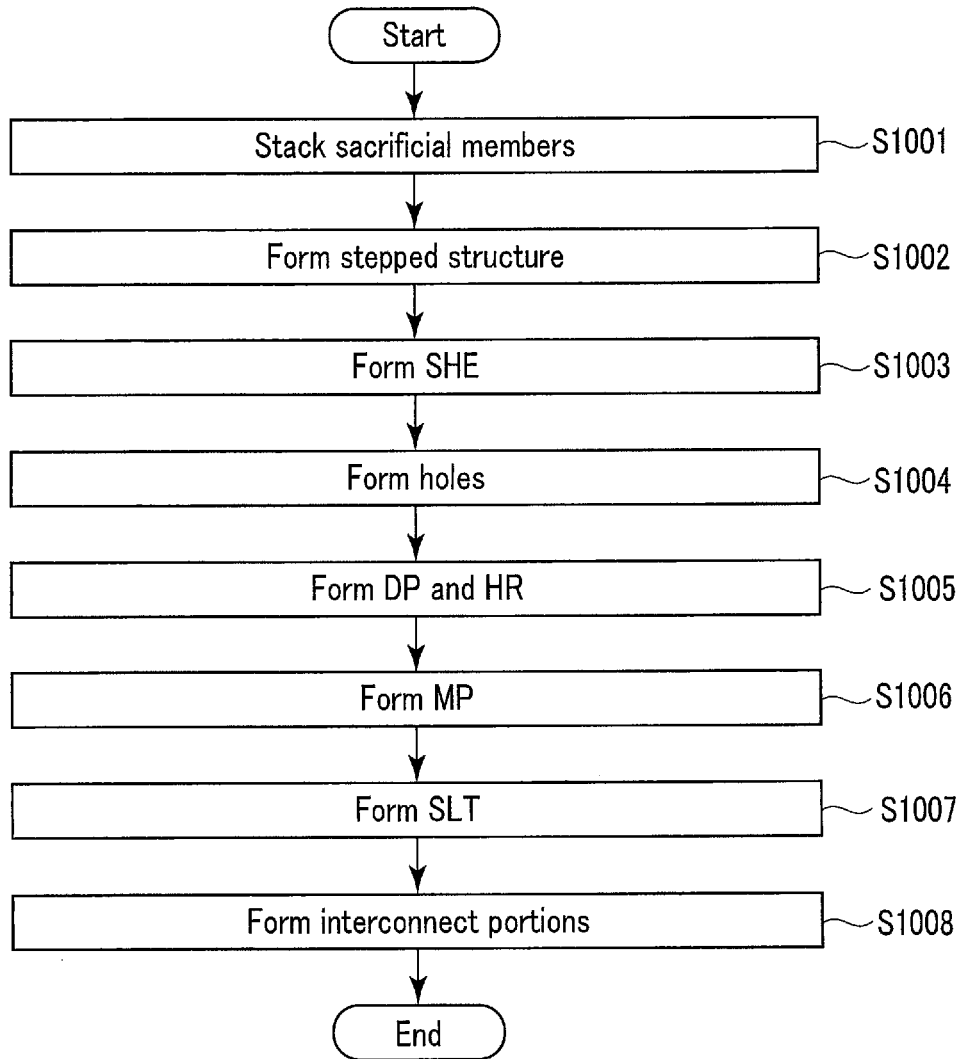 Start
Stack sacrificial members
S1001
Form stepped structure
S1002
Form SHE
S1003
Form holes
S1004
Form DP and HR
S1005
Form MP
S1006
Form SLT
S1007
Form interconnect portions
S1008
End